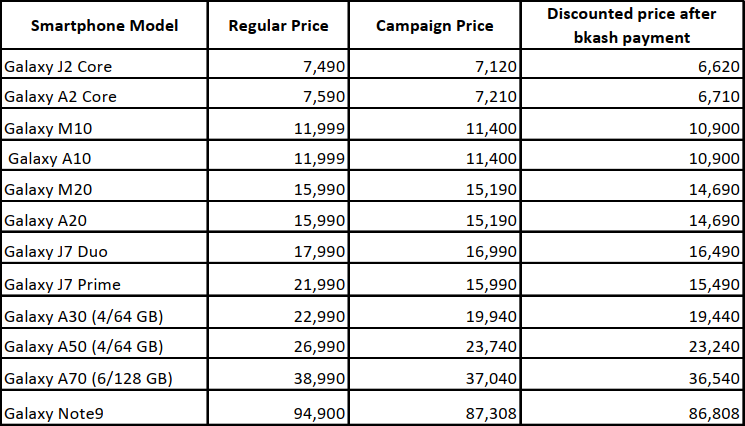 Smartphone Model Regular Price Campaign Price Discounted price after bkash payment
Galaxy J2 Core 7,490 7,120 6,620
Galaxy A2 Core 7,590 7,210 6,710
Galaxy M10 11,999 11,400 10,900
Galaxy A10 11,999 11,400 10,900
Galaxy M20 15,990 15,190 14,690
Galaxy A20 15,990 15,190 14,690
Galaxy J7 Duo 17,990 16,990 16,490
Galaxy J7 Prime 21,990 15,990 15,490
Galaxy A30 (4/64 GB) 22,990 19,940 19,440
Galaxy A50 (4/64 GB) 26,990 23,740 23,240
Galaxy A70 (6/128 GB) 38,990 37,040 36,540
Galaxy Note9 94,900 87,308 86,808